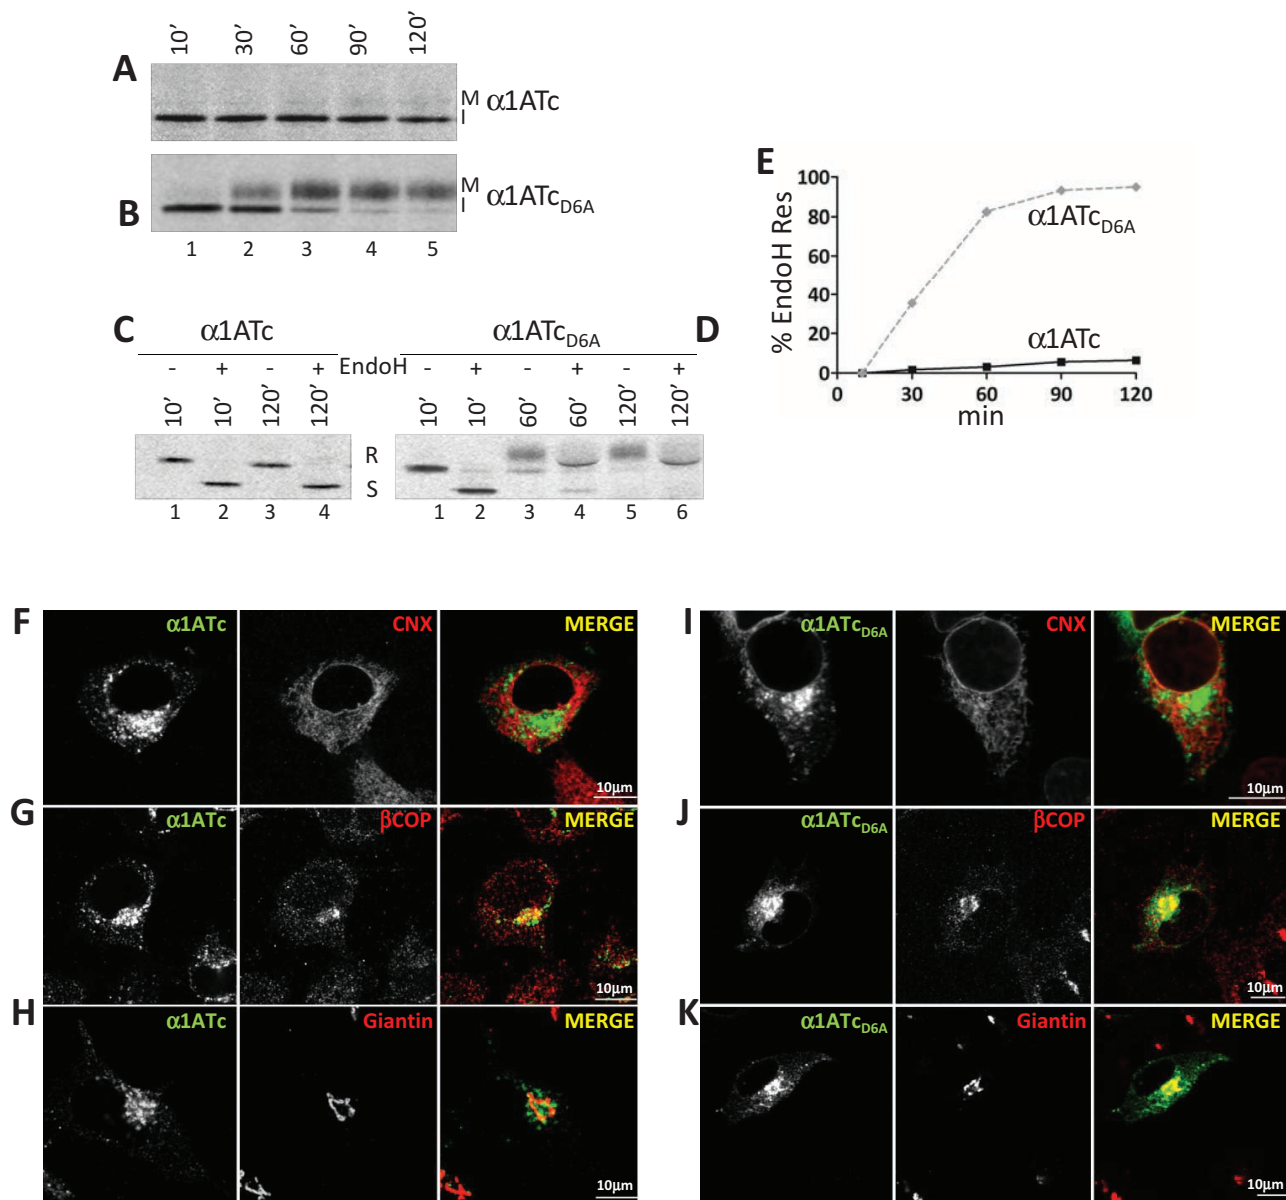 10′ 30′ 60′ 90′ 120′
A
M
I
α1ATc
B
M
I
α1ATcD6A
1 2 3 4 5
C
α1ATc
α1ATcD6A
D
- + - + EndoH - + - + - +
10′ 10′ 120′ 120′ 10′ 10′ 60′ 60′ 120′ 120′
R
S
1 2 3 4 1 2 3 4 5 6
E
% EndoH Res
100
80
60
40
20
0
α1ATcD6A
α1ATc
0 30 60 90 120
min
F
α1ATc CNX MERGE
10µm
G
α1ATc βCOP MERGE
10µm
H
α1ATc Giantin MERGE
10µm
I
α1ATcD6A CNX MERGE
10µm
J
α1ATcD6A βCOP MERGE
10µm
K
α1ATcD6A Giantin MERGE
10µm